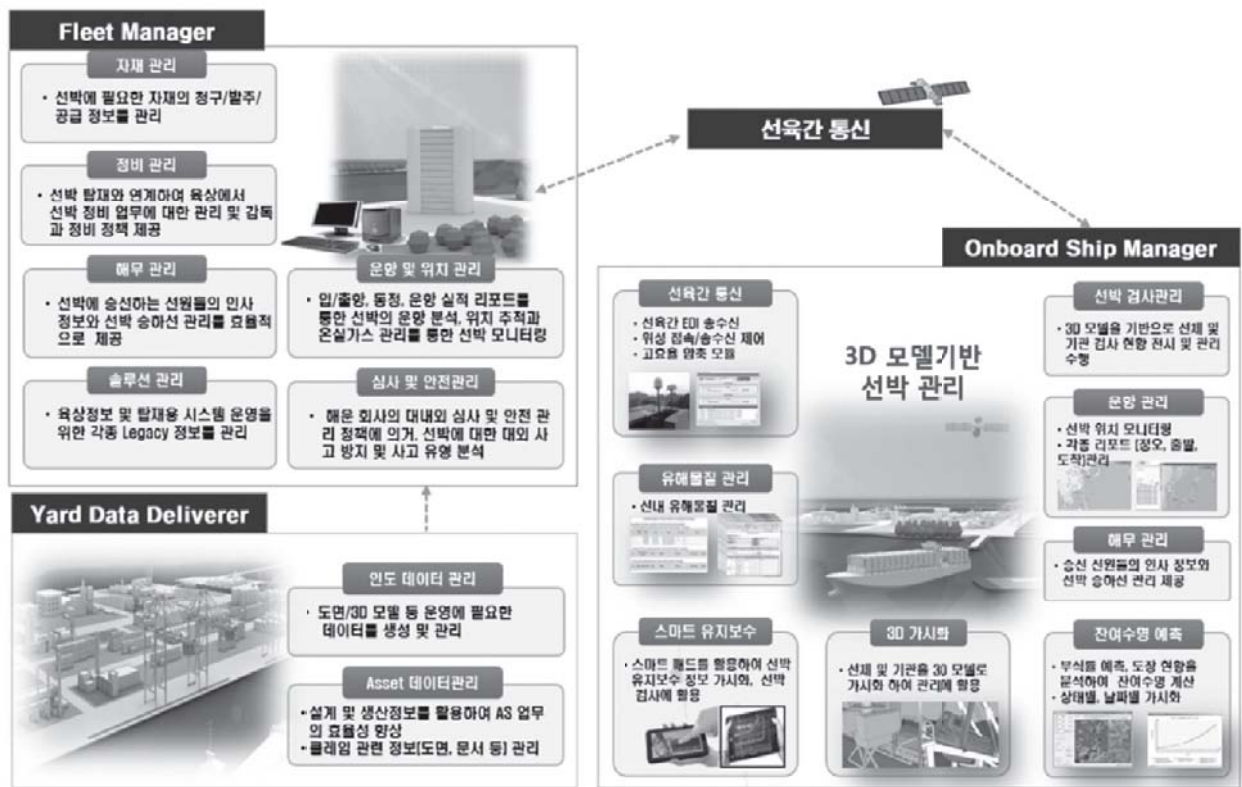 Fleet Manager
자재 관리
• 선박에 필요한 자재의 청구/발주/
공급 정보를 관리
정비 관리
• 선박 탑재와 연계하여 육상에서
선박 정비 업무에 대한 관리 및 감독
과 정비 정책 제공
해무 관리
• 선박에 승선하는 선원들의 인사
정보와 선박 승하선 관리를 효율적
으로 제공
솔루션 관리
• 육상정보 및 탑재용 시스템 운영을
위한 각종 Legacy 정보를 관리
운항 및 위치 관리
• 입/출항, 동정, 운항 실적 리포트를
통한 선박의 운항 분석, 위치 추적과
온실가스 관리를 통한 선박 모니터링
심사 및 안전관리
• 해운 회사의 대내외 심사 및 안전 관
리 정책에 의거, 선박에 대한 대외 사
고 방지 및 사고 유형 분석
선육간 통신
Yard Data Deliverer
인도 데이터 관리
• 도면/3D 모델 등 운영에 필요한
데이터를 생성 및 관리
Asset 데이터관리
• 설계 및 생산정보를 활용하여 AS 업무
의 효율성 향상
• 클레임 관련 정보(도면, 문서 등) 관리
Onboard Ship Manager
선육간 통신
• 선육간 EDI 송수신
• 위성 접속/송수신 제어
• 고효율 압축 모듈
유해물질 관리
• 선내 유해물질 관리
스마트 유지보수
• 스마트 패드를 활용하여 선박
유지보수 정보 가시화, 선박
검사에 활용
3D 모델기반
선박 관리
3D 가시화
• 선체 및 기관을 3D 모델로
가시화 하여 관리에 활용
선박 검사관리
• 3D 모델을 기반으로 선체 및
기관 검사 현황 전시 및 관리
수행
운항 관리
• 선박 위치 모니터링
• 각종 리포트 (정오, 출발,
도착)관리
해무 관리
• 승선 선원들의 인사 정보와
선박 승하선 관리 제공
잔여수명 예측
• 부식률 예측, 도장 현황을
분석하여 잔여수명 계산
• 상태별, 날짜별 가시화